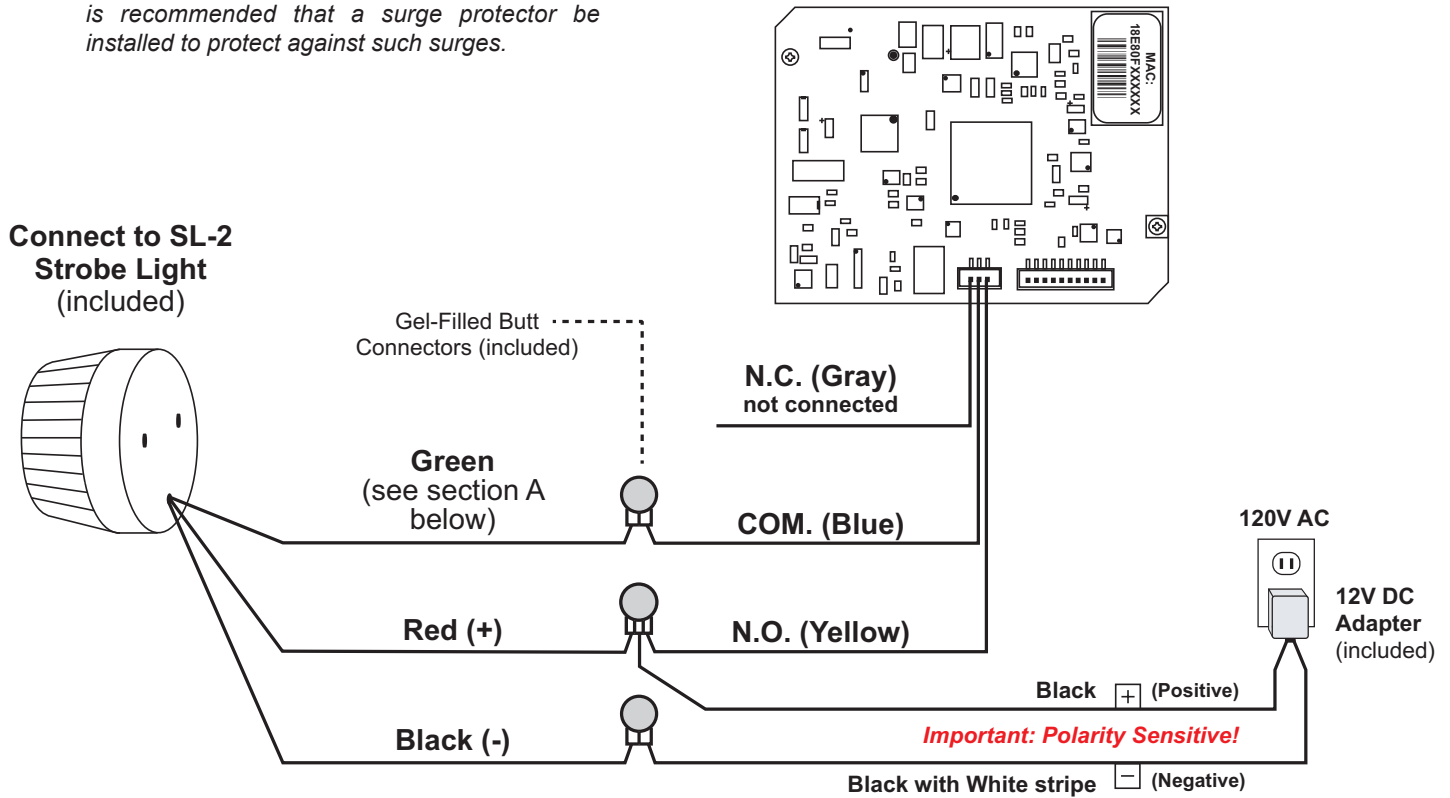 is recommended that a surge protector be
installed to protect against such surges.
MAC:
18E80FXXXXXX
Connect to SL-2
Strobe Light
(included)
Gel-Filled Butt
Connectors (included)
N.C. (Gray)
not connected
Green
(see section A
below)
COM. (Blue)
120V AC
12V DC
Adapter
(included)
Red (+)
N.O. (Yellow)
Black + (Positive)
Important: Polarity Sensitive!
Black (-)
Black with White stripe - (Negative)